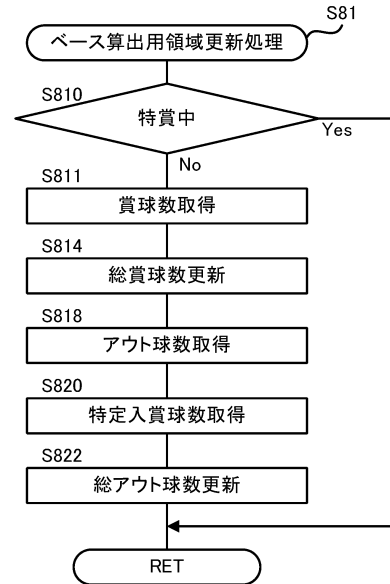 S81
ベース算出用領域更新処理
S810
特賞中
Yes
No
S811
賞球数取得
S814
総賞球数更新
S818
アウト球数取得
S820
特定入賞球数取得
S822
総アウト球数更新
RET